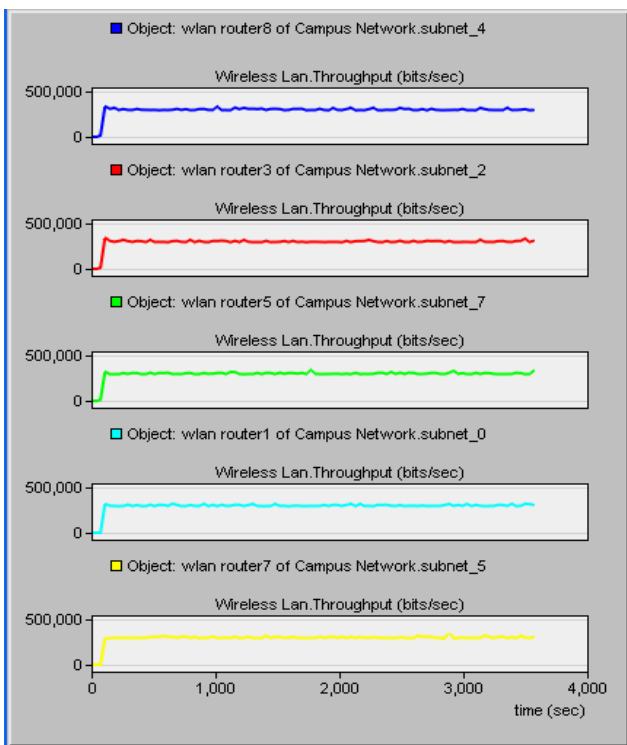 Object: wlan router8 of Campus Network.subnet_4
Wireless Lan.Throughput (bits/sec)
500,000
0
Object: wlan router3 of Campus Network.subnet_2
Wireless Lan.Throughput (bits/sec)
500,000
0
Object: wlan router5 of Campus Network.subnet_7
Wireless Lan.Throughput (bits/sec)
500,000
0
Object: wlan router1 of Campus Network.subnet_0
Wireless Lan.Throughput (bits/sec)
500,000
0
Object: wlan router7 of Campus Network.subnet_5
Wireless Lan.Throughput (bits/sec)
500,000
0
0 1,000 2,000 3,000 4,000
time (sec)